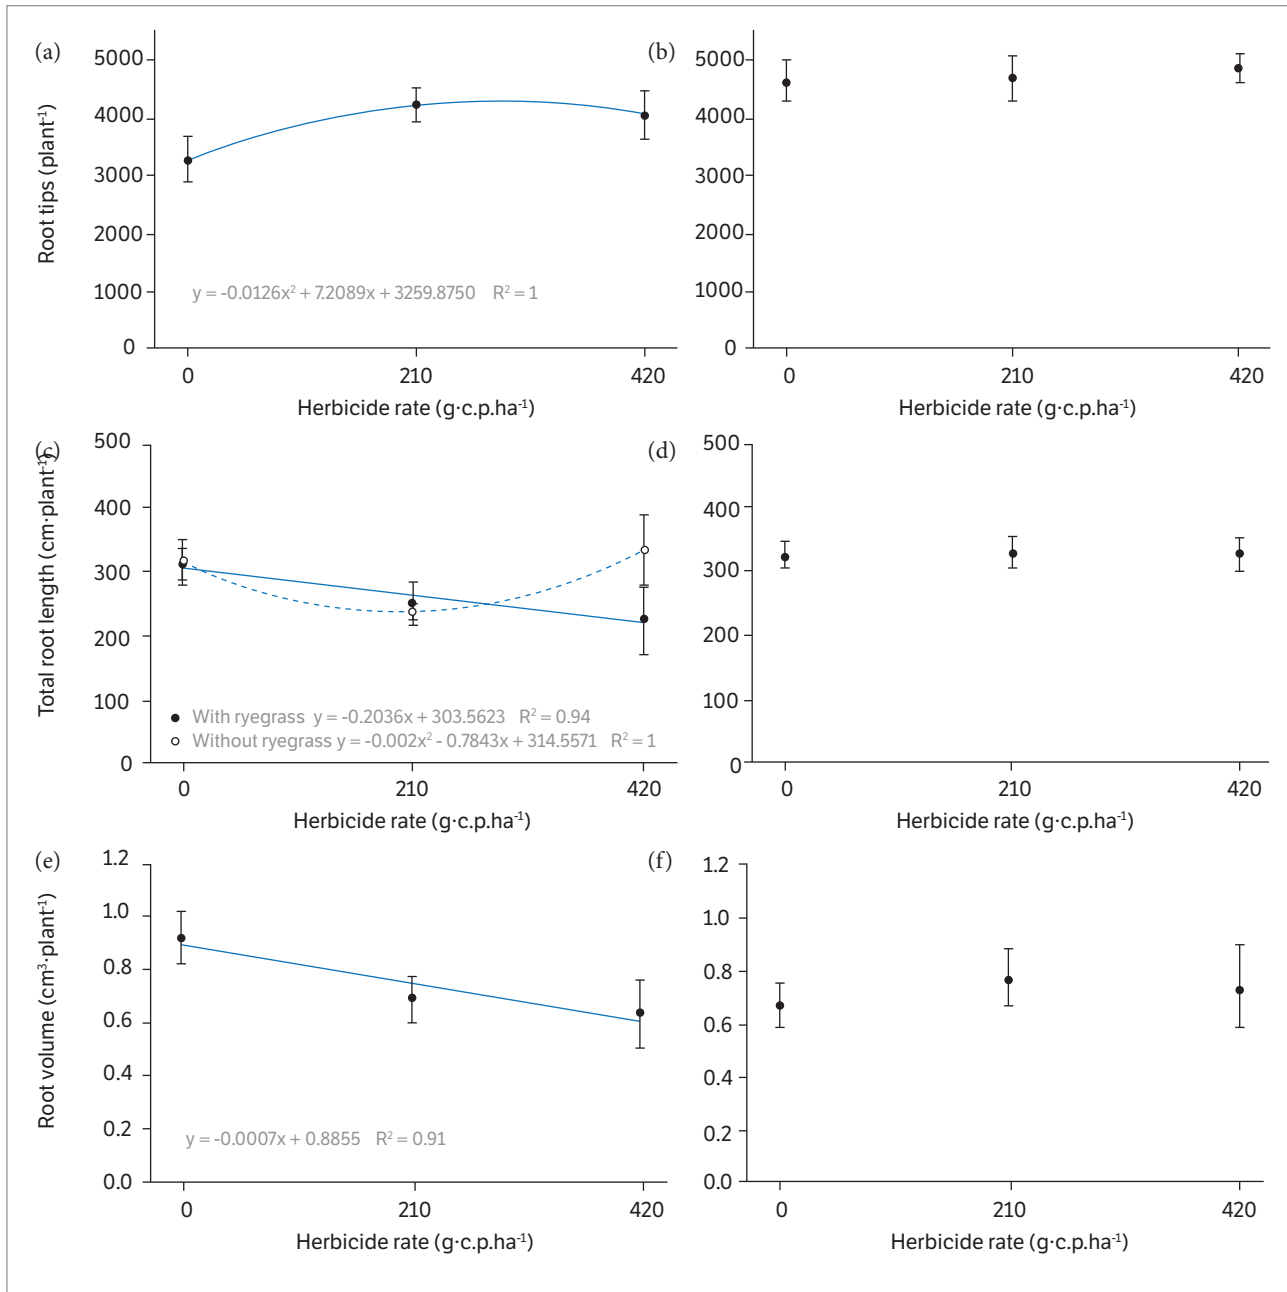 (a)
Root tips (plant⁻¹)
5000
4000
3000
2000
1000
0
y = -0.0126x² + 7.2089x + 3259.8750 R² = 1
0 210 420
Herbicide rate (g·c.p.ha⁻¹)
(b)
5000
4000
3000
2000
1000
0
0 210 420
Herbicide rate (g·c.p.ha⁻¹)
(c)
Total root length (cm·plant⁻¹)
500
400
300
200
100
0
With ryegrass y = -0.2036x + 303.5623 R² = 0.94
Without ryegrass y = -0.002x² - 0.7843x + 314.5571 R² = 1
0 210 420
Herbicide rate (g·c.p.ha⁻¹)
(d)
500
400
300
200
100
0
0 210 420
Herbicide rate (g·c.p.ha⁻¹)
(e)
Root volume (cm³·plant⁻¹)
1.2
1.0
0.8
0.6
0.4
0.2
0.0
y = -0.0007x + 0.8855 R² = 0.91
0 210 420
Herbicide rate (g·c.p.ha⁻¹)
(f)
1.2
1.0
0.8
0.6
0.4
0.2
0.0
0 210 420
Herbicide rate (g·c.p.ha⁻¹)